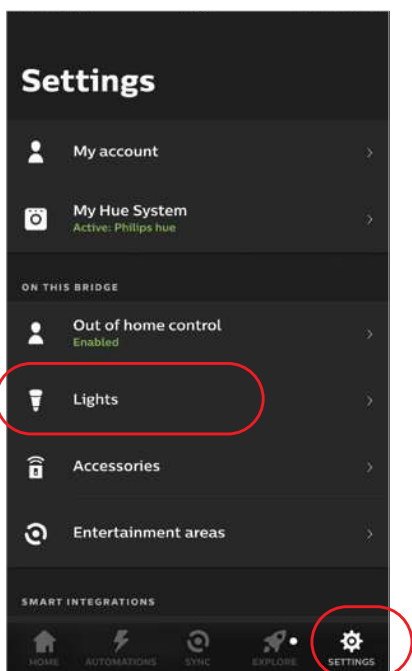 Settings
My account
My Hue System
Active: Philips hue
ON THIS BRIDGE
Out of home control
Enabled
Lights
Accessories
Entertainment areas
SMART INTEGRATIONS
HOME AUTOMATIONS SYNC EXPLORE SETTINGS